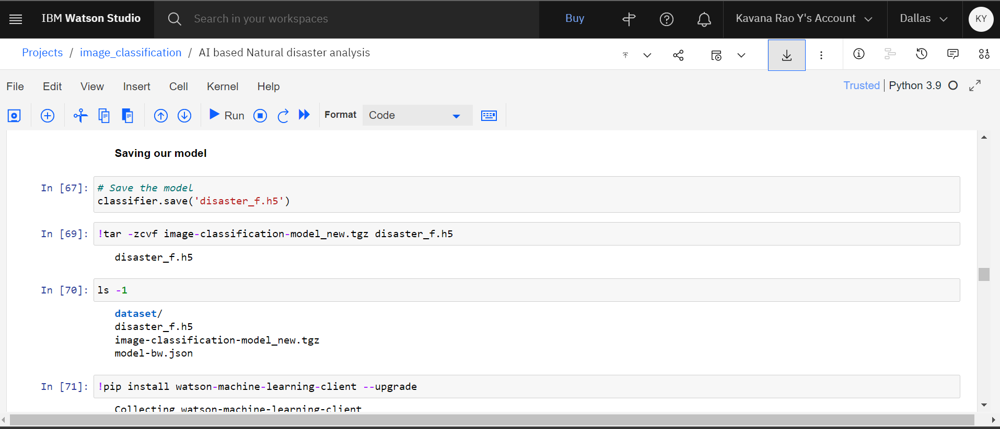 IBM Watson Studio
Search in your workspaces
Buy
Kavana Rao Y's Account
Dallas
KY
Projects / image_classification / AI based Natural disaster analysis
File Edit View Insert Cell Kernel Help
Trusted | Python 3.9
Run
Format
Code
Saving our model
In [67]: # Save the model
classifier.save('disaster_f.h5')
In [69]: !tar -zcvf image-classification-model_new.tgz disaster_f.h5
disaster_f.h5
In [70]: ls -1
dataset/
disaster_f.h5
image-classification-model_new.tgz
model-bw.json
In [71]: !pip install watson-machine-learning-client --upgrade
Collecting watson-machine-learning-client